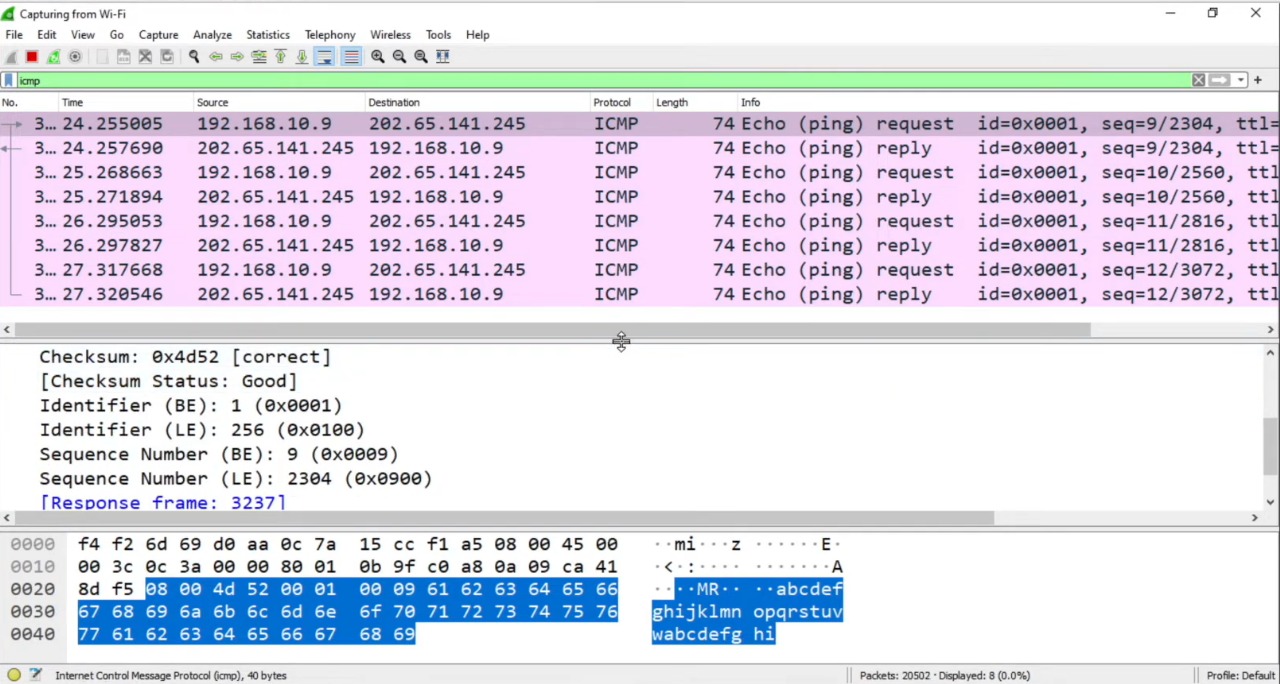 Capturing from Wi-Fi
File Edit View Go Capture Analyze Statistics Telephony Wireless Tools Help
icmp
No. Time Source Destination Protocol Length Info
3… 24.255005 192.168.10.9 202.65.141.245 ICMP 74 Echo (ping) request id=0x0001, seq=9/2304, ttl=
3… 24.257690 202.65.141.245 192.168.10.9 ICMP 74 Echo (ping) reply id=0x0001, seq=9/2304, ttl=
3… 25.268663 192.168.10.9 202.65.141.245 ICMP 74 Echo (ping) request id=0x0001, seq=10/2560, ttl
3… 25.271894 202.65.141.245 192.168.10.9 ICMP 74 Echo (ping) reply id=0x0001, seq=10/2560, ttl
3… 26.295053 192.168.10.9 202.65.141.245 ICMP 74 Echo (ping) request id=0x0001, seq=11/2816, ttl
3… 26.297827 202.65.141.245 192.168.10.9 ICMP 74 Echo (ping) reply id=0x0001, seq=11/2816, ttl
3… 27.317668 192.168.10.9 202.65.141.245 ICMP 74 Echo (ping) request id=0x0001, seq=12/3072, ttl
3… 27.320546 202.65.141.245 192.168.10.9 ICMP 74 Echo (ping) reply id=0x0001, seq=12/3072, ttl
Checksum: 0x4d52 [correct]
[Checksum Status: Good]
Identifier (BE): 1 (0x0001)
Identifier (LE): 256 (0x0100)
Sequence Number (BE): 9 (0x0009)
Sequence Number (LE): 2304 (0x0900)
[Response frame: 3237]
0000 f4 f2 6d 69 d0 aa 0c 7a 15 cc f1 a5 08 00 45 00 ··mi···z ······E·
0010 00 3c 0c 3a 00 00 80 01 0b 9f c0 a8 0a 09 ca 41 ·<·:···· ·······A
0020 8d f5 08 00 4d 52 00 01 00 09 61 62 63 64 65 66 ····MR·· ··abcdef
0030 67 68 69 6a 6b 6c 6d 6e 6f 70 71 72 73 74 75 76 ghijklmn opqrstuv
0040 77 61 62 63 64 65 66 67 68 69 wabcdefg hi
Internet Control Message Protocol (icmp), 40 bytes Packets: 20502 · Displayed: 8 (0.0%) Profile: Default